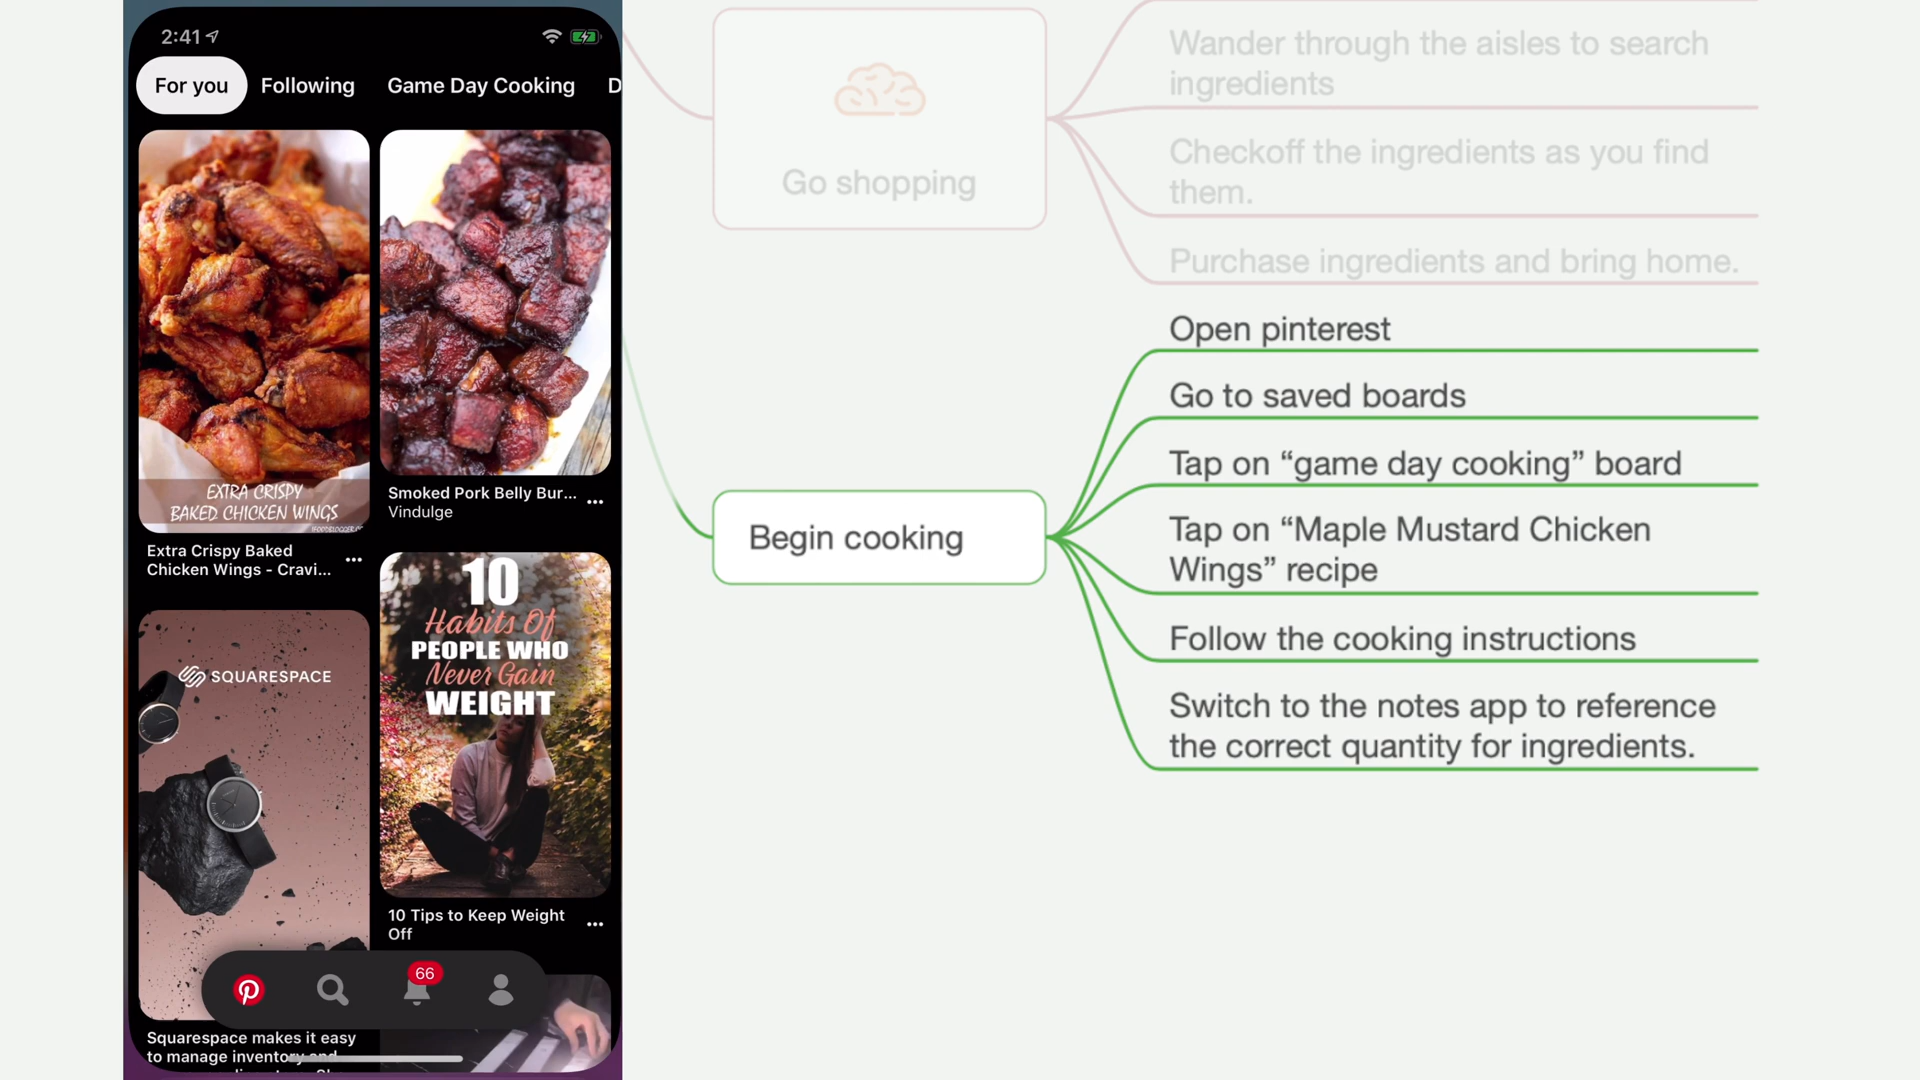 2:41
For you
Following
Game Day Cooking
D
EXTRA CRISPY
BAKED CHICKEN WINGS
Extra Crispy Baked
Chicken Wings - Cravi...
Smoked Pork Belly Bur...
Vindulge
SQUARESPACE
10
Habits Of
PEOPLE WHO
Never Gain
WEIGHT
10 Tips to Keep Weight
Off
66
Squarespace makes it easy
to manage inventory and
Go shopping
Wander through the aisles to search
ingredients
Checkoff the ingredients as you find
them.
Purchase ingredients and bring home.
Begin cooking
Open pinterest
Go to saved boards
Tap on “game day cooking” board
Tap on “Maple Mustard Chicken
Wings” recipe
Follow the cooking instructions
Switch to the notes app to reference
the correct quantity for ingredients.